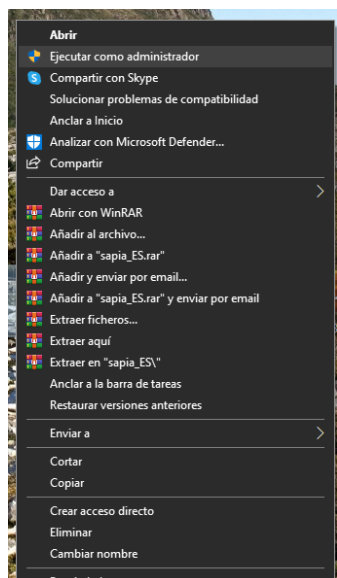 Abrir
Ejecutar como administrador
Compartir con Skype
Solucionar problemas de compatibilidad
Anclar a Inicio
Analizar con Microsoft Defender...
Compartir
Dar acceso a
Abrir con WinRAR
Añadir al archivo...
Añadir a "sapia_ES.rar"
Añadir y enviar por email...
Añadir a "sapia_ES.rar" y enviar por email
Extraer ficheros...
Extraer aquí
Extraer en "sapia_ES\"
Anclar a la barra de tareas
Restaurar versiones anteriores
Enviar a
Cortar
Copiar
Crear acceso directo
Eliminar
Cambiar nombre